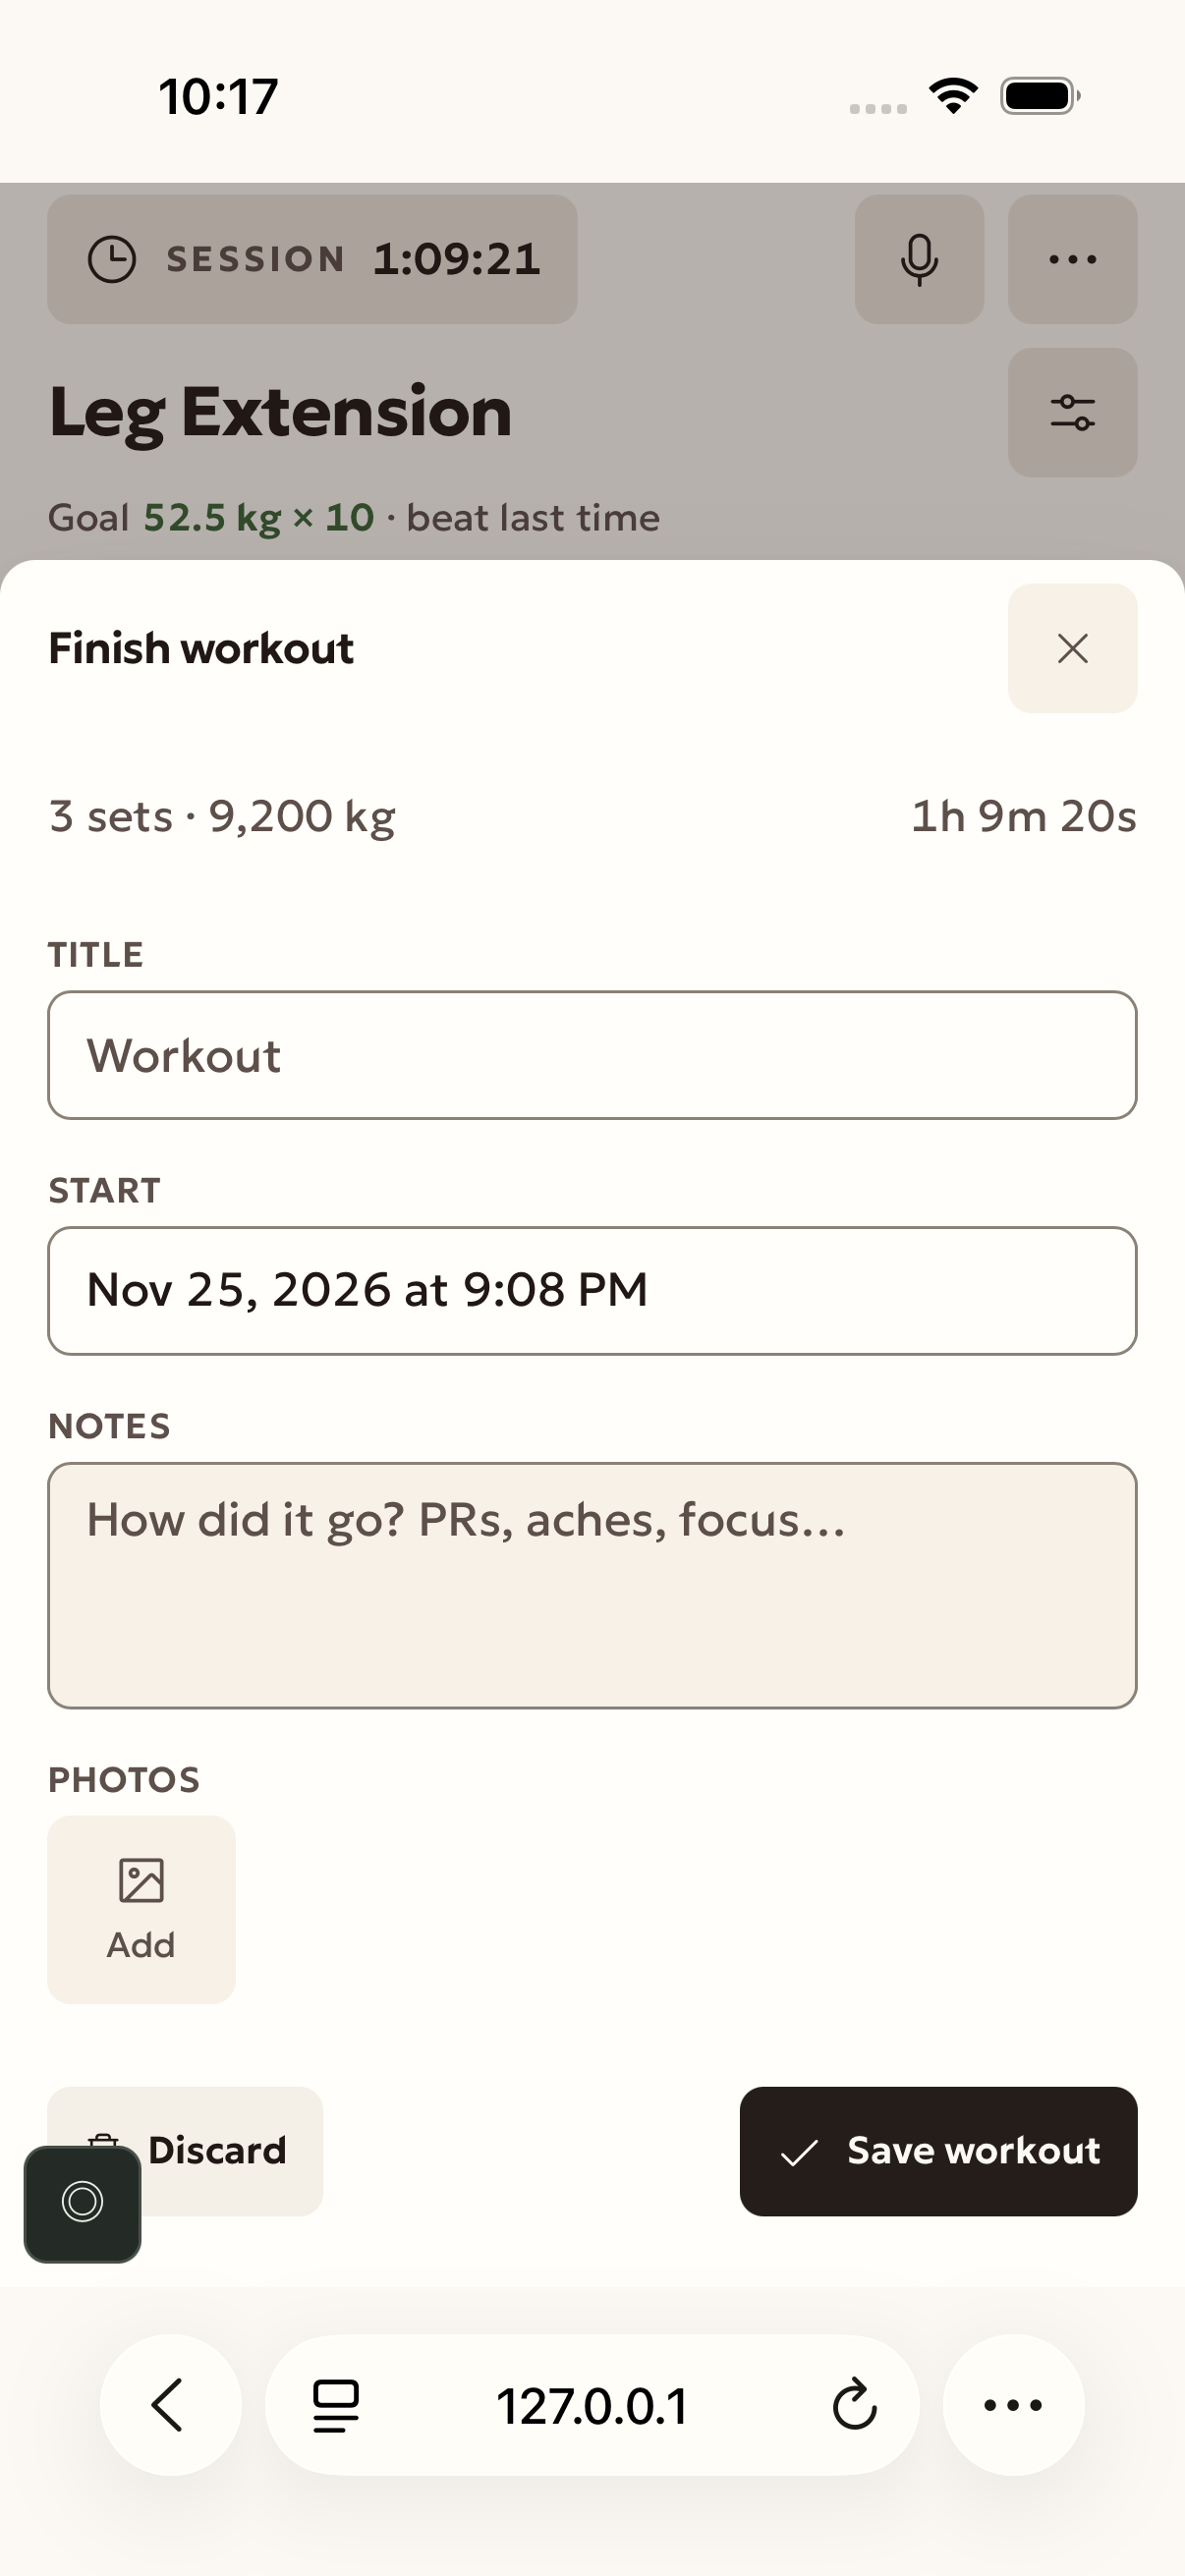 10:17
SESSION 1:09:21
Leg Extension
Goal 52.5 kg × 10 · beat last time
Finish workout
3 sets · 9,200 kg 1h 9m 20s
TITLE
Workout
START
Nov 25, 2026 at 9:08 PM
NOTES
How did it go? PRs, aches, focus...
PHOTOS
Add
Discard Save workout
127.0.0.1